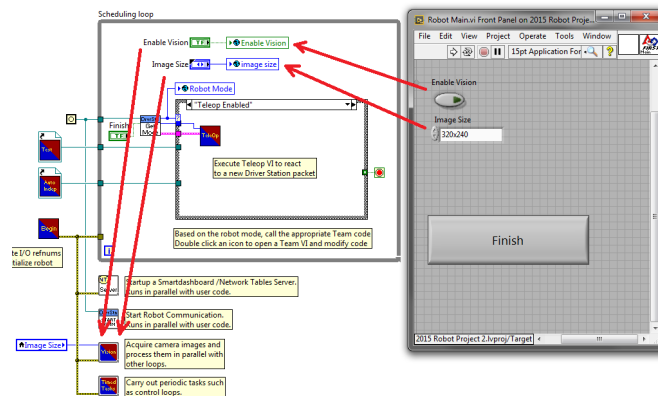 Scheduling loop
Enable Vision
Enable Vision
Image Size
image size
Robot Mode
"Teleop Enabled"
Finish
Mode
TeleOp
Test
Auto
Indep
Execute Teleop VI to react
to a new Driver Station packet
Begin
te I/O refnums
tialize robot
Based on the robot mode, call the appropriate Team code
Double click an icon to open a Team VI and modify code
i
NT
Server
Startup a Smartdashboard /Network Tables Server.
Runs in parallel with user code.
Start Robot Communication.
Runs in parallel with user code.
Image Size
Vision
Acquire camera images and
process them in parallel with
other loops.
Timed
Tasks
Carry out periodic tasks such
as control loops.
Robot Main.vi Front Panel on 2015 Robot Proje...
File Edit View Project Operate Tools Window
15pt Application For
Enable Vision
Image Size
320x240
Finish
2015 Robot Project 2.lvproj/Target